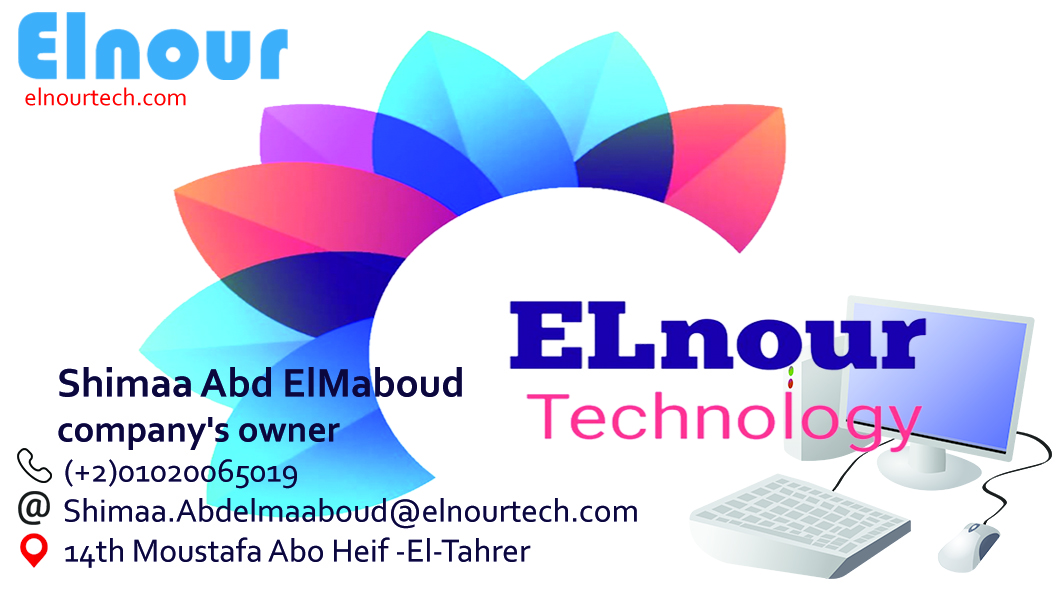 Elnour
elnourtech.com
ELnour
Technology
Shimaa Abd ElMaboud
company's owner
(+2)01020065019
@ Shimaa.Abdelmaaboud@elnourtech.com
14th Moustafa Abo Heif -El-Tahrer